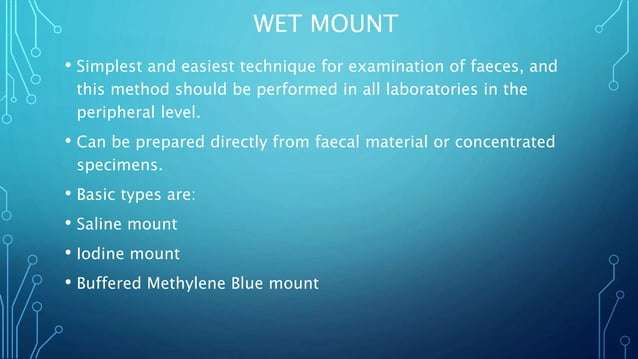 WET MOUNT
• Simplest and easiest technique for examination of faeces, and
this method should be performed in all laboratories in the
peripheral level.
• Can be prepared directly from faecal material or concentrated
specimens.
• Basic types are:
• Saline mount
• Iodine mount
• Buffered Methylene Blue mount